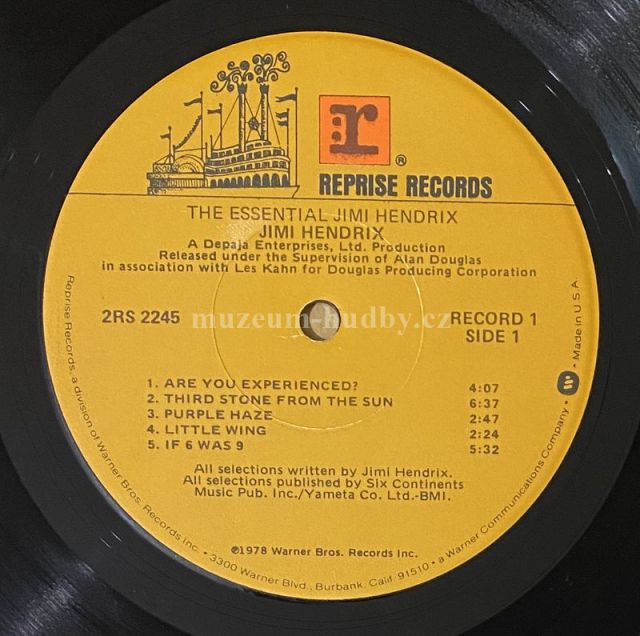 r
®
REPRISE RECORDS
THE ESSENTIAL JIMI HENDRIX
JIMI HENDRIX
A Depaja Enterprises, Ltd. Production
Released under the Supervision of Alan Douglas
in association with Les Kahn for Douglas Producing Corporation
2RS 2245
RECORD 1
SIDE 1
muzeum-hudby.cz
1. ARE YOU EXPERIENCED? 4:07
2. THIRD STONE FROM THE SUN 6:37
3. PURPLE HAZE 2:47
4. LITTLE WING 2:24
5. IF 6 WAS 9 5:32
All selections written by Jimi Hendrix.
All selections published by Six Continents
Music Pub. Inc./Yameta Co. Ltd.-BMI.
℗1978 Warner Bros. Records Inc.
Reprise Records, a division of Warner Bros. Records Inc. • 3300 Warner Blvd., Burbank, Calif. 91510 • a Warner Communications Company • W • Made in U.S.A.